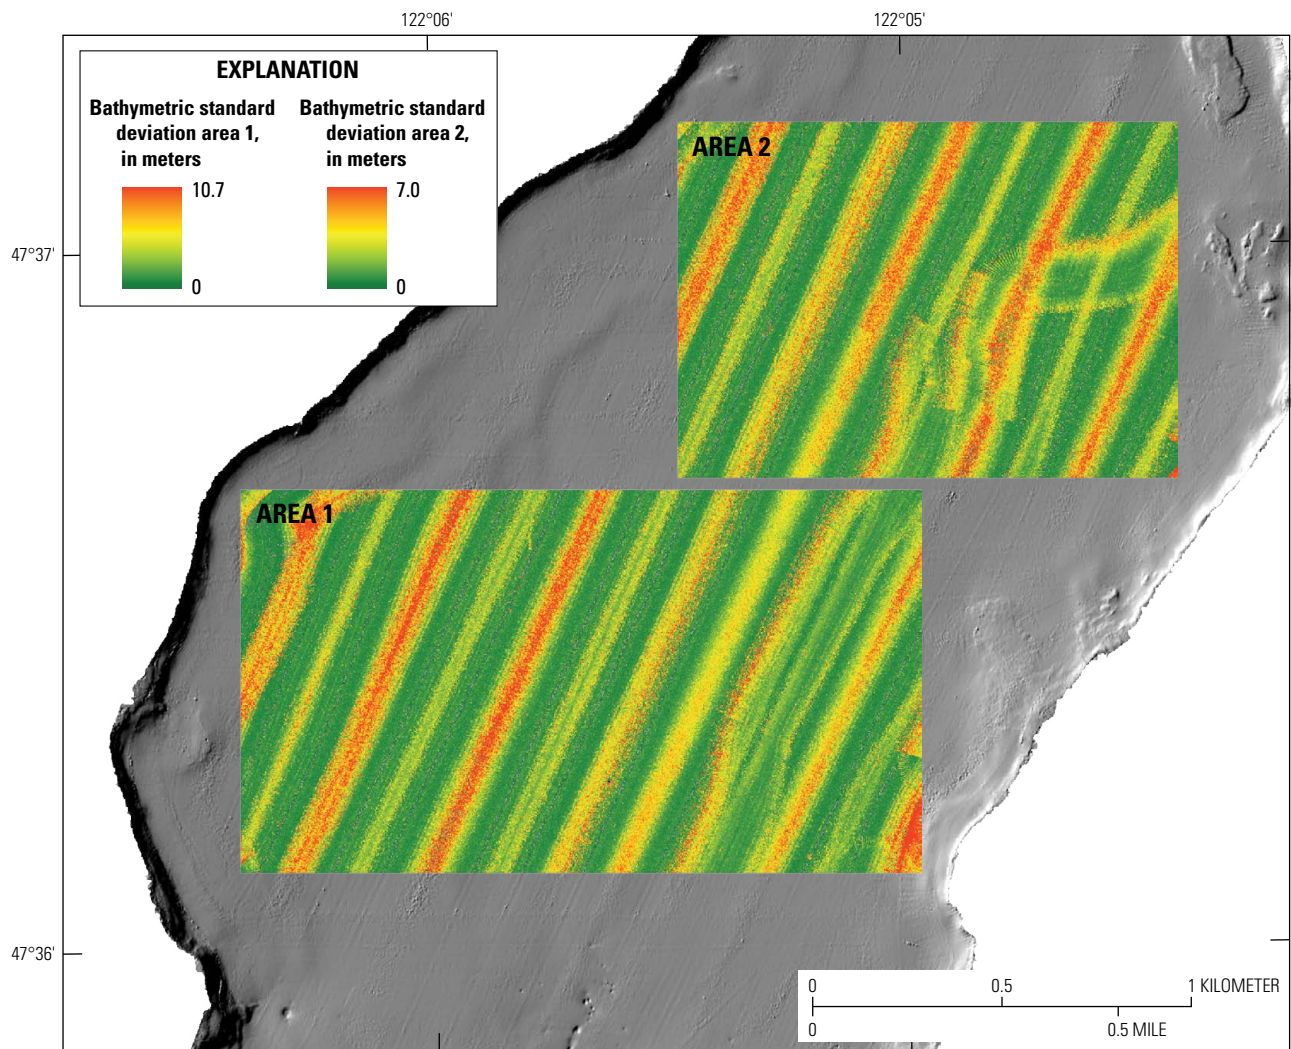 122°06'
122°05'
EXPLANATION
Bathymetric standard
deviation area 1,
in meters
10.7
0
Bathymetric standard
deviation area 2,
in meters
7.0
0
AREA 2
47°37'
AREA 1
47°36'
0
0.5
1 KILOMETER
0
0.5 MILE